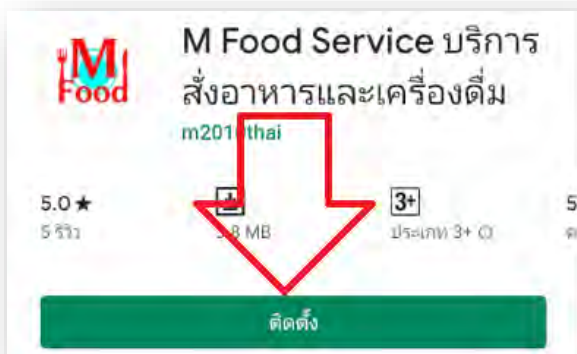 M
Food
M Food Service บริการ
สั่งอาหารและเครื่องดื่ม
5.0 ★
3+
5 รีวิว
MB
ประเภท 3+
ติดตั้ง